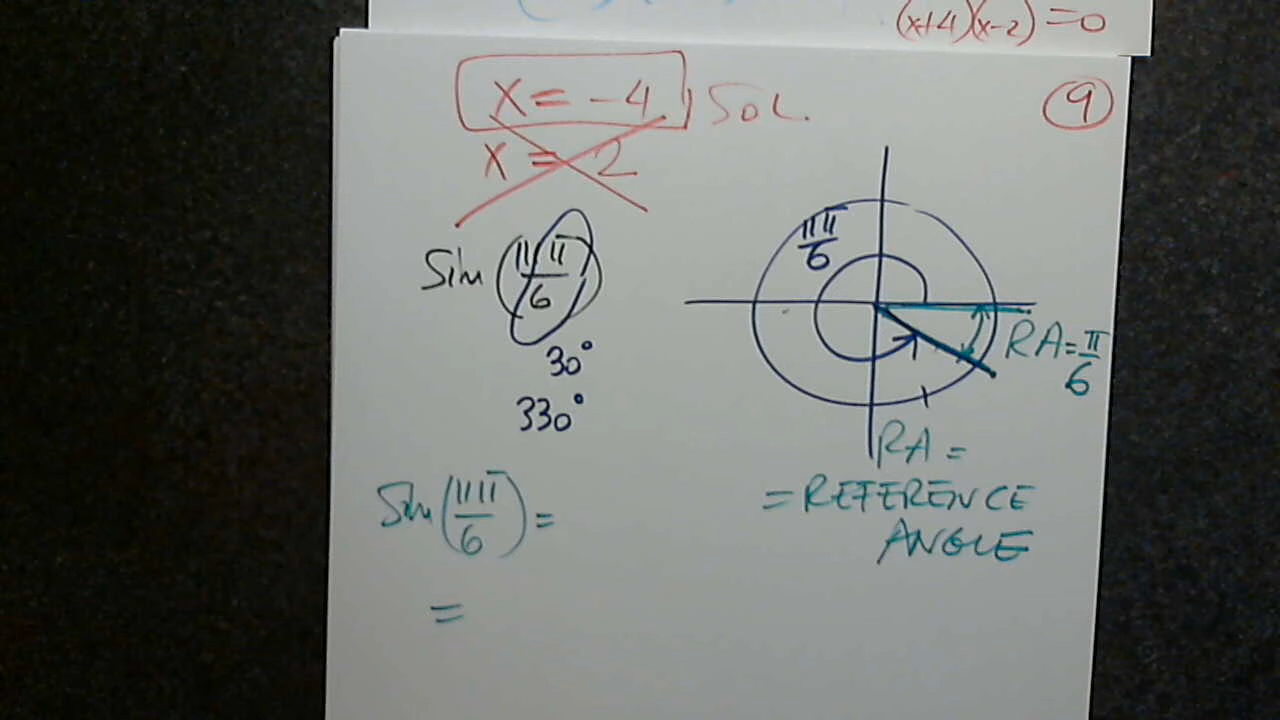 (x+4)(x-2)=0
x = -4 SOL.
9
x = 2
Sin (11π/6)
11π/6
30°
330°
RA = π/6
RA =
= REFERENCE
ANGLE
Sin (11π/6) =
=